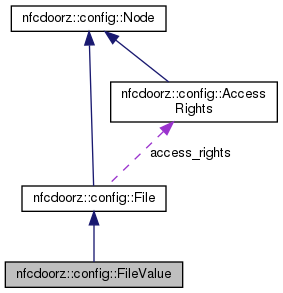 nfcdoorz::config::Node
nfcdoorz::config::Access
Rights
access_rights
nfcdoorz::config::File
nfcdoorz::config::FileValue